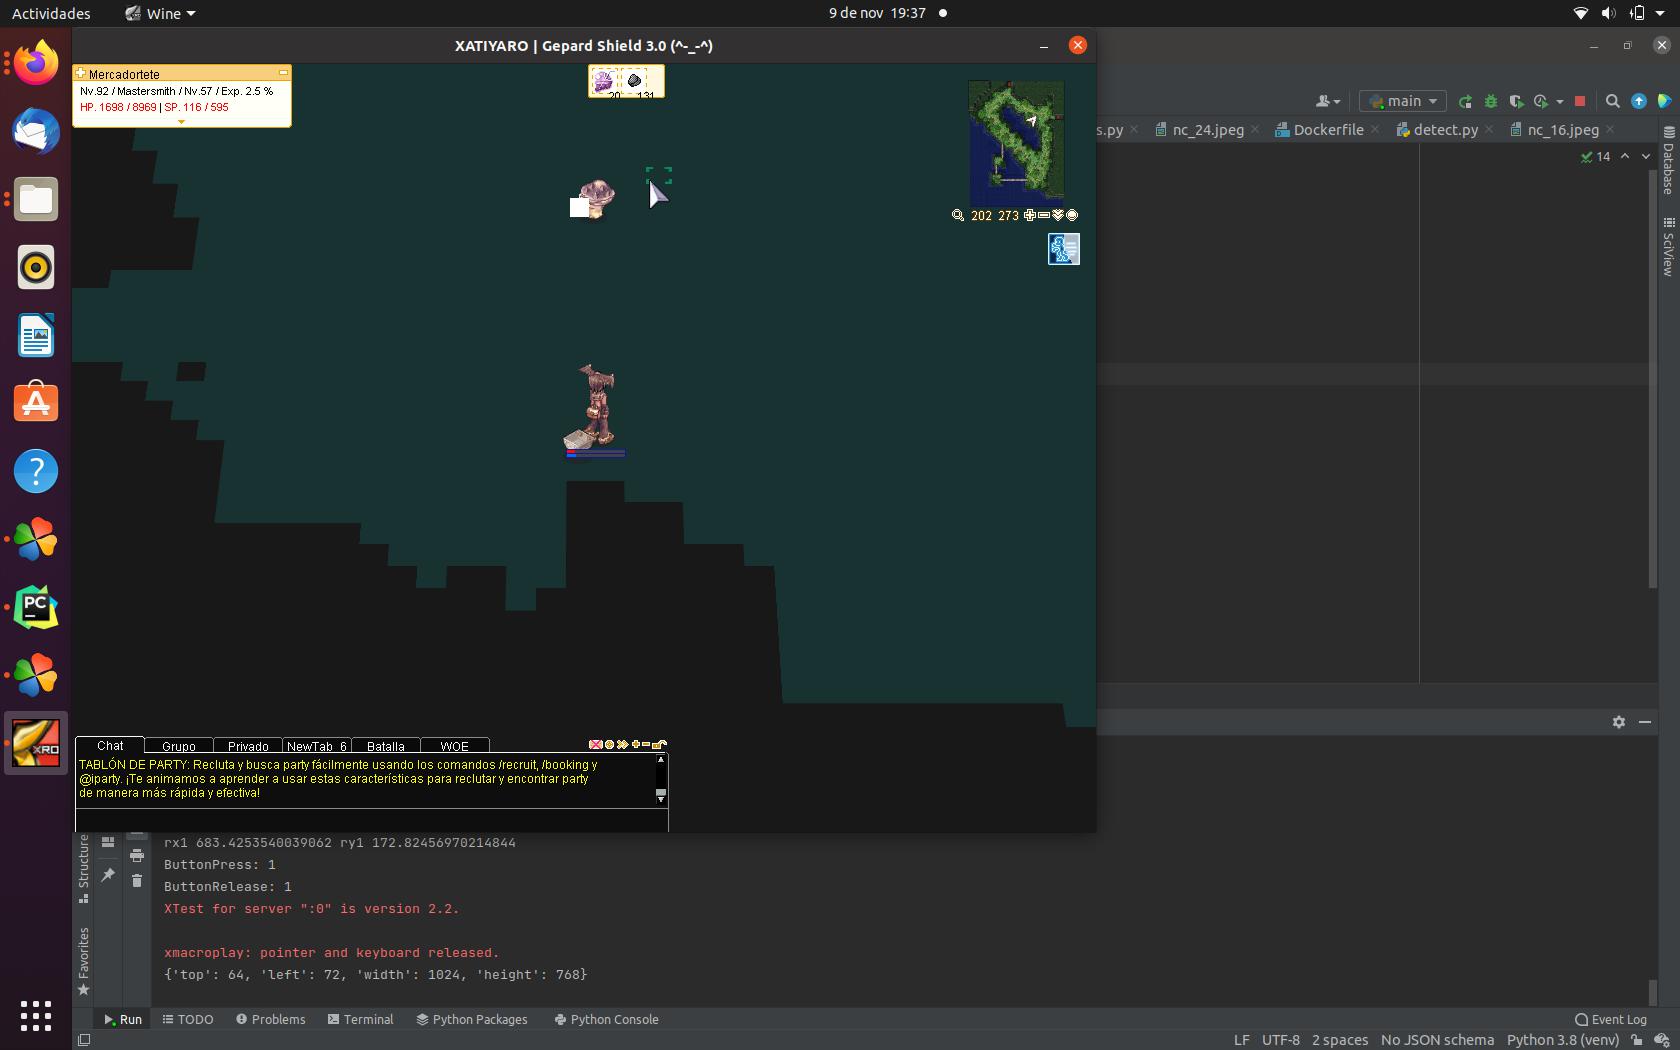 Actividades
Wine
9 de nov 19:37
XATIYARO | Gepard Shield 3.0 (^-_-^)
Mercadortete
Nv.92 / Mastersmith / Nv.57 / Exp. 2.5 %
HP. 1698 / 8969 | SP. 116 / 595
20
131
202 273
main
s.py
nc_24.jpeg
Dockerfile
detect.py
nc_16.jpeg
14
Database
SciView
PC
XRO
Chat
Grupo
Privado
NewTab_6
Batalla
WOE
TABLÓN DE PARTY: Recluta y busca party fácilmente usando los comandos /recruit, /booking y
@iparty. ¡Te animamos a aprender a usar estas características para reclutar y encontrar party
de manera más rápida y efectiva!
Structure
Favorites
rx1 683.4253540039062 ry1 172.82456970214844
ButtonPress: 1
ButtonRelease: 1
XTest for server ":0" is version 2.2.
xmacroplay: pointer and keyboard released.
{'top': 64, 'left': 72, 'width': 1024, 'height': 768}
Run
TODO
Problems
Terminal
Python Packages
Python Console
Event Log
LF
UTF-8
2 spaces
No JSON schema
Python 3.8 (venv)